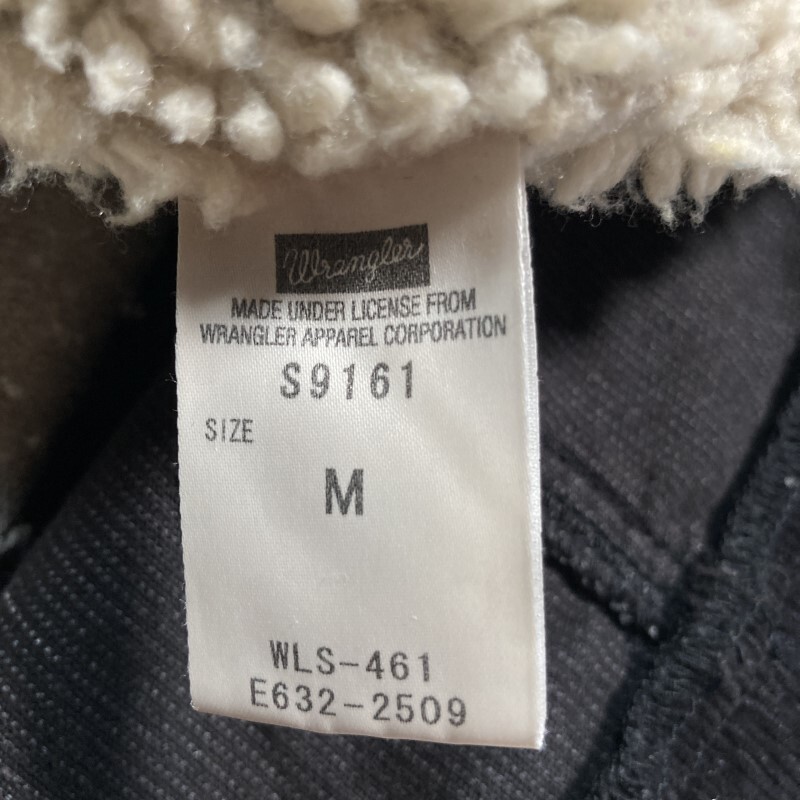 Wrangler
MADE UNDER LICENSE FROM
WRANGLER APPAREL CORPORATION
S9161
SIZE
M
WLS-461
E632-2509